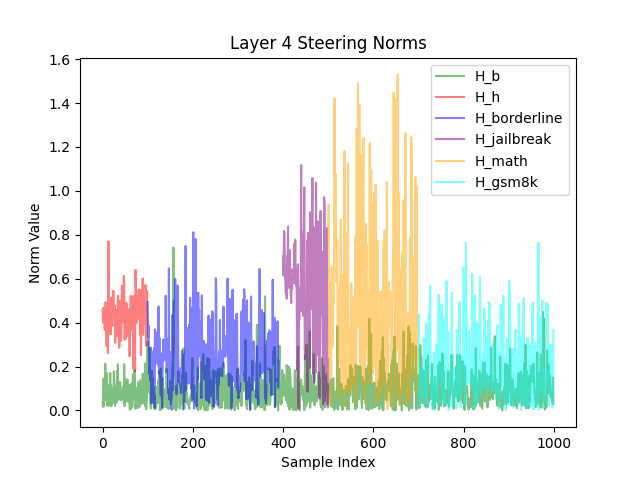 Layer 4 Steering Norms
1.6
1.4
1.2
1.0
0.8
0.6
0.4
0.2
0.0
Norm Value
H_b
H_h
H_borderline
H_jailbreak
H_math
H_gsm8k
0 200 400 600 800 1000
Sample Index